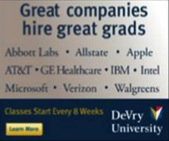 Great companies
hire great grads
Abbott Labs • Allstate • Apple
AT&T • GE Healthcare • IBM • Intel
Microsoft • Verizon • Walgreens
Classes Start Every 8 Weeks
Learn More
DeVry
University